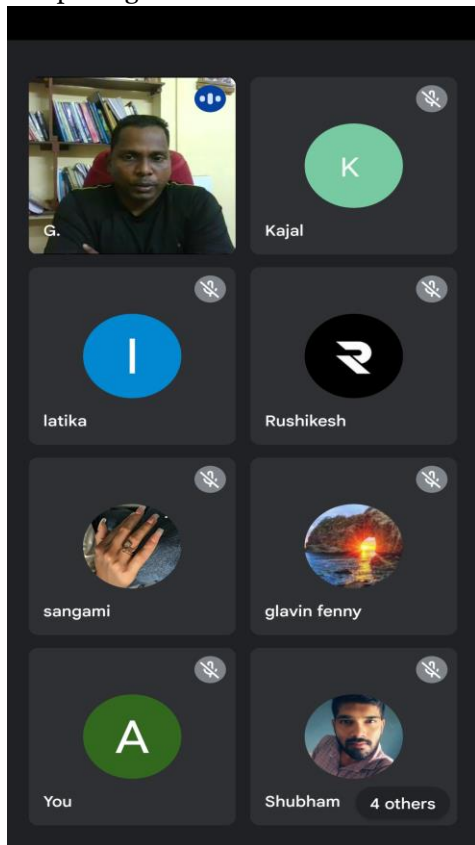 G.
K
Kajal
l
latika
Rushikesh
sangami
glavin fenny
A
You
Shubham
4 others